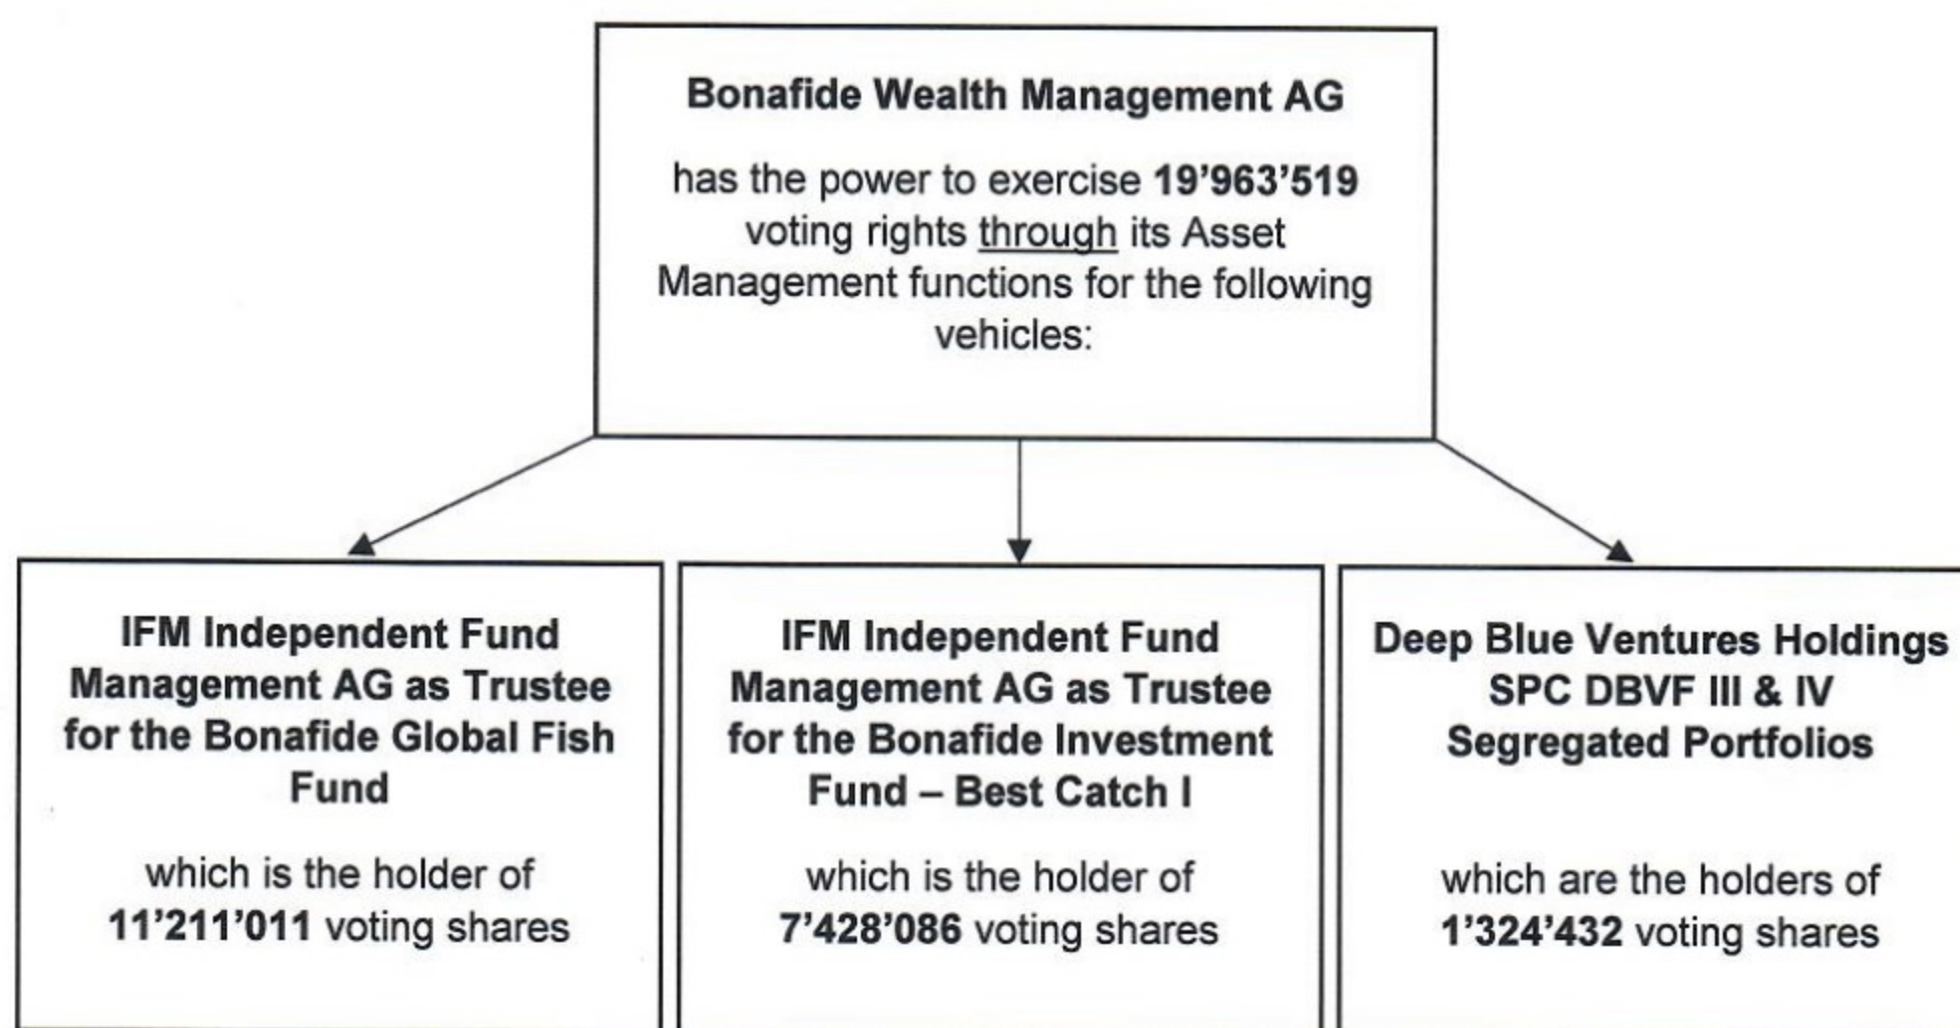 Bonafide Wealth Management AG
has the power to exercise 19’963’519
voting rights through its Asset
Management functions for the following
vehicles:
IFM Independent Fund
Management AG as Trustee
for the Bonafide Global Fish
Fund
which is the holder of
11’211’011 voting shares
IFM Independent Fund
Management AG as Trustee
for the Bonafide Investment
Fund – Best Catch I
which is the holder of
7’428’086 voting shares
Deep Blue Ventures Holdings
SPC DBVF III & IV
Segregated Portfolios
which are the holders of
1’324’432 voting shares